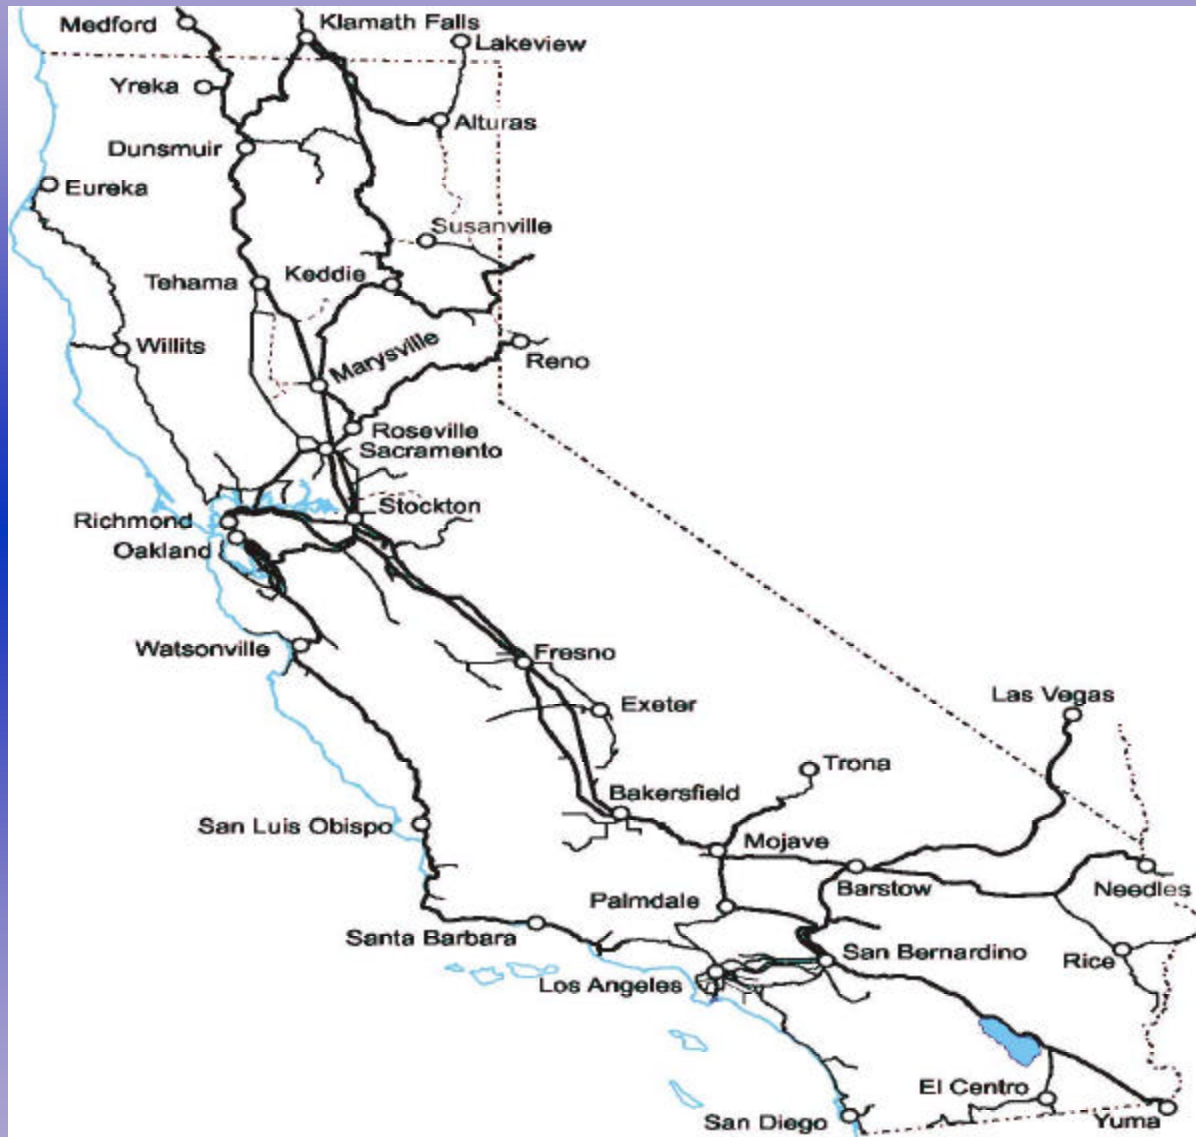 Medford
Klamath Falls
Lakeview
Yreka
Alturas
Dunsmuir
Eureka
Susanville
Tehama
Keddie
Willits
Marysville
Reno
Roseville
Sacramento
Stockton
Richmond
Oakland
Watsonville
Fresno
Exeter
Las Vegas
Trona
Bakersfield
San Luis Obispo
Mojave
Barstow
Needles
Palmdale
Santa Barbara
San Bernardino
Rice
Los Angeles
El Centro
San Diego
Yuma